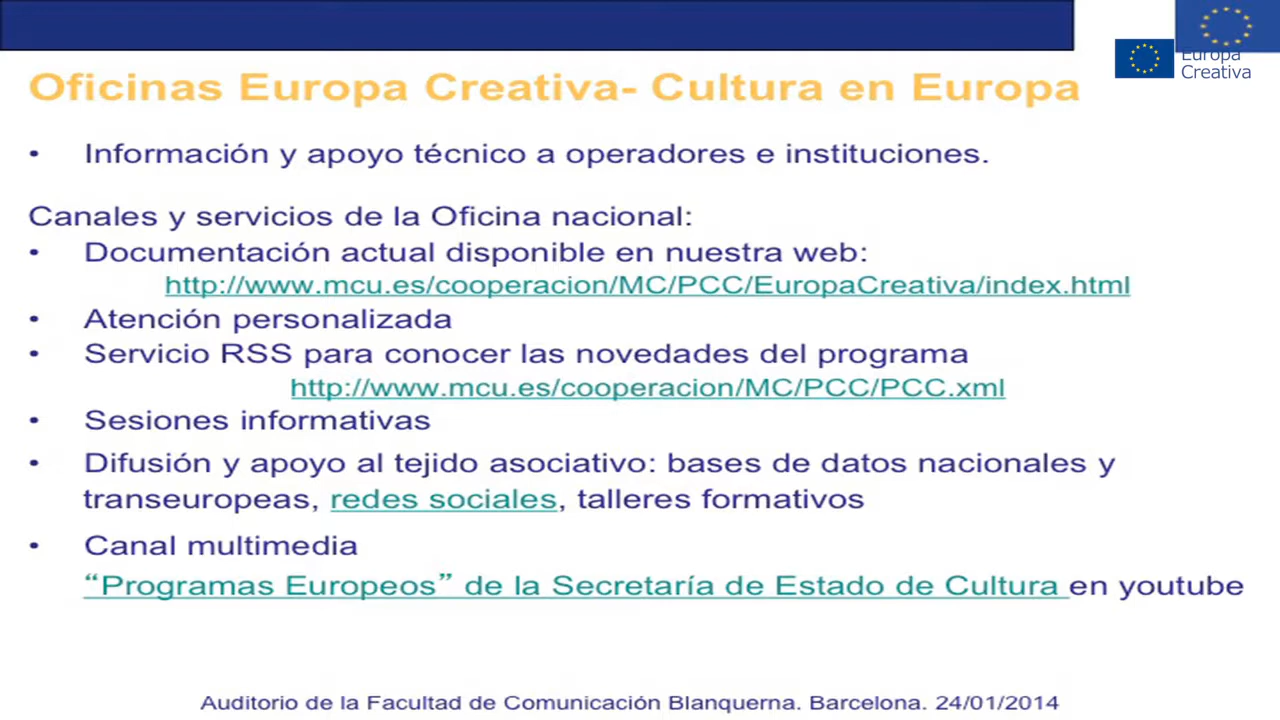 Europa
Creativa
Oficinas Europa Creativa- Cultura en Europa
• Información y apoyo técnico a operadores e instituciones.
Canales y servicios de la Oficina nacional:
• Documentación actual disponible en nuestra web:
http://www.mcu.es/cooperacion/MC/PCC/EuropaCreativa/index.html
• Atención personalizada
• Servicio RSS para conocer las novedades del programa
http://www.mcu.es/cooperacion/MC/PCC/PCC.xml
• Sesiones informativas
• Difusión y apoyo al tejido asociativo: bases de datos nacionales y
transeuropeas, redes sociales, talleres formativos
• Canal multimedia
“Programas Europeos” de la Secretaría de Estado de Cultura en youtube
Auditorio de la Facultad de Comunicación Blanquerna. Barcelona. 24/01/2014